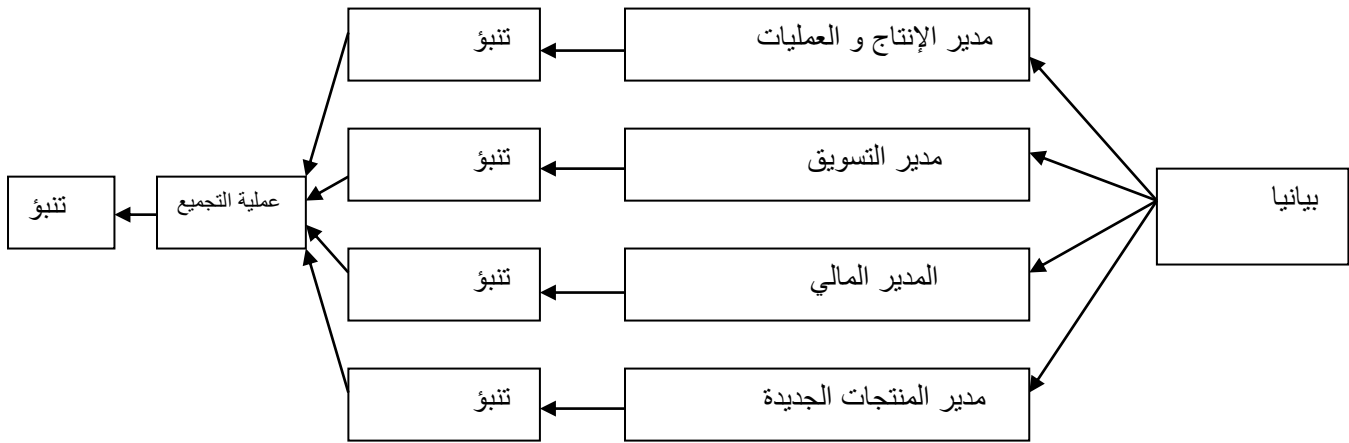 بيانيا
مدير الإنتاج و العمليات
تنبؤ
مدير التسويق
تنبؤ
المدير المالي
تنبؤ
مدير المنتجات الجديدة
تنبؤ
عملية التجميع
تنبؤ